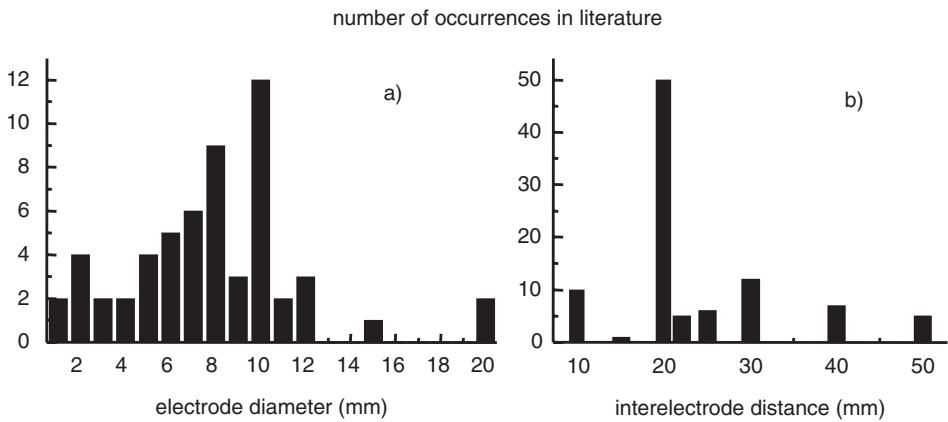 number of occurrences in literature
a)
12
10
8
6
4
2
0
2 4 6 8 10 12 14 16 18 20
electrode diameter (mm)
b)
50
40
30
20
10
0
10 20 30 40 50
interelectrode distance (mm)